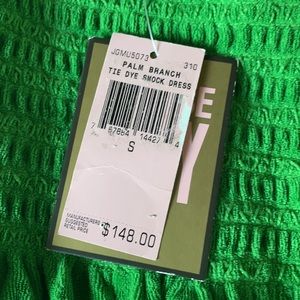 JGMU5073 310
PALM BRANCH
TIE DYE SMOCK DRESS
S
MANUFACTURERS
SUGGESTED
RETAIL PRICE
$148.00